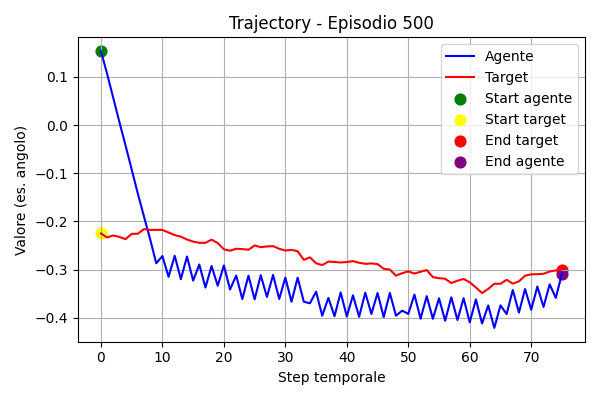 Trajectory - Episodio 500
Agente
Target
Start agente
Start target
End target
End agente
Valore (es. angolo)
0.1
0.0
−0.1
−0.2
−0.3
−0.4
0 10 20 30 40 50 60 70
Step temporale